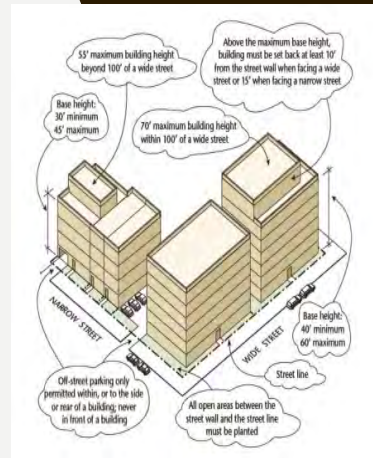 55' maximum building height
beyond 100' of a wide street
Above the maximum base height,
building must be set back at least 10'
from the street wall when facing a wide
street or 15' when facing a narrow street
Base height:
30' minimum
45' maximum
70' maximum building height
within 100' of a wide street
NARROW STREET
WIDE STREET
Base height:
40' minimum
60' maximum
Street line
Off-street parking only
permitted within, or to the side
or rear of a building; never
in front of a building
All open areas between the
street wall and the street line
must be planted